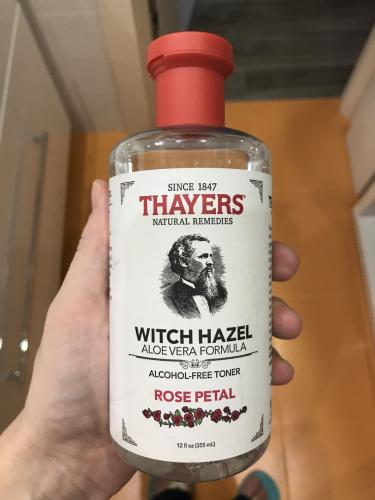 SINCE 1847
THAYERS®
NATURAL REMEDIES
WITCH HAZEL
ALOE VERA FORMULA
ALCOHOL-FREE TONER
ROSE PETAL
12 fl oz (355 mL)